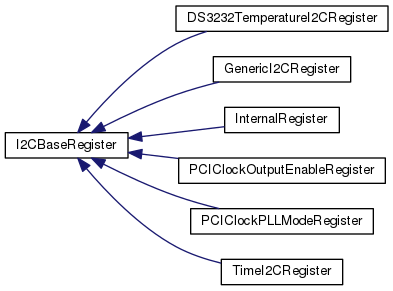 DS3232TemperatureI2CRegister
GenericI2CRegister
InternalRegister
I2CBaseRegister
PCIClockOutputEnableRegister
PCIClockPLLModeRegister
TimeI2CRegister